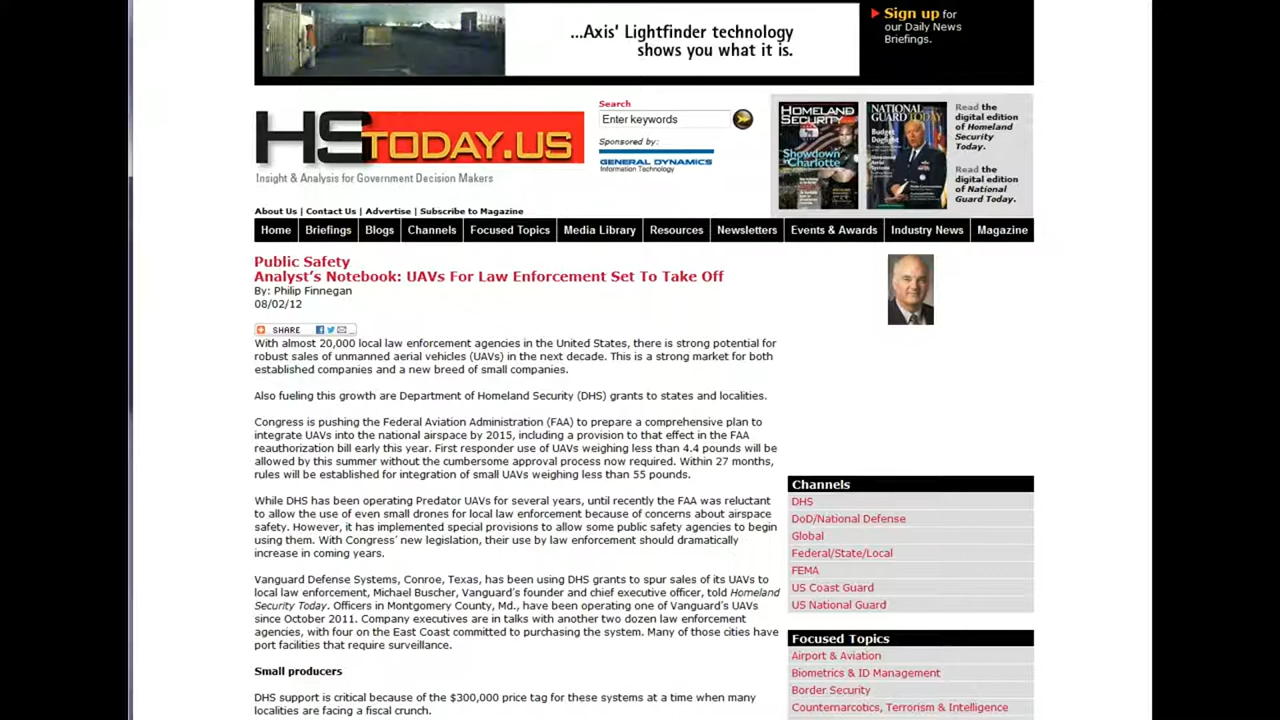 ...Axis' Lightfinder technology
shows you what it is.
Sign up for
our Daily News
Briefings.
HSTODAY.US
Insight & Analysis for Government Decision Makers
Search
Enter keywords
Sponsored by:
GENERAL DYNAMICS
Information Technology
HOMELAND
SECURITY
Showdown
Charlotte
NATIONAL
GUARD TODAY
Budget
Dogfight
Read the
digital edition
of Homeland
Security
Today.
Read the
digital edition
of National
Guard Today.
About Us | Contact Us | Advertise | Subscribe to Magazine
Home Briefings Blogs Channels Focused Topics Media Library Resources Newsletters Events & Awards Industry News Magazine
Public Safety
Analyst's Notebook: UAVs For Law Enforcement Set To Take Off
By: Philip Finnegan
08/02/12
SHARE
With almost 20,000 local law enforcement agencies in the United States, there is strong potential for
robust sales of unmanned aerial vehicles (UAVs) in the next decade. This is a strong market for both
established companies and a new breed of small companies.
Also fueling this growth are Department of Homeland Security (DHS) grants to states and localities.
Congress is pushing the Federal Aviation Administration (FAA) to prepare a comprehensive plan to
integrate UAVs into the national airspace by 2015, including a provision to that effect in the FAA
reauthorization bill early this year. First responder use of UAVs weighing less than 4.4 pounds will be
allowed by this summer without the cumbersome approval process now required. Within 27 months,
rules will be established for integration of small UAVs weighing less than 55 pounds.
While DHS has been operating Predator UAVs for several years, until recently the FAA was reluctant
to allow the use of even small drones for local law enforcement because of concerns about airspace
safety. However, it has implemented special provisions to allow some public safety agencies to begin
using them. With Congress' new legislation, their use by law enforcement should dramatically
increase in coming years.
Vanguard Defense Systems, Conroe, Texas, has been using DHS grants to spur sales of its UAVs to
local law enforcement, Michael Buscher, Vanguard's founder and chief executive officer, told Homeland
Security Today. Officers in Montgomery County, Md., have been operating one of Vanguard's UAVs
since October 2011. Company executives are in talks with another two dozen law enforcement
agencies, with four on the East Coast committed to purchasing the system. Many of those cities have
port facilities that require surveillance.
Small producers
DHS support is critical because of the $300,000 price tag for these systems at a time when many
localities are facing a fiscal crunch.
Channels
DHS
DoD/National Defense
Global
Federal/State/Local
FEMA
US Coast Guard
US National Guard
Focused Topics
Airport & Aviation
Biometrics & ID Management
Border Security
Counternarcotics, Terrorism & Intelligence